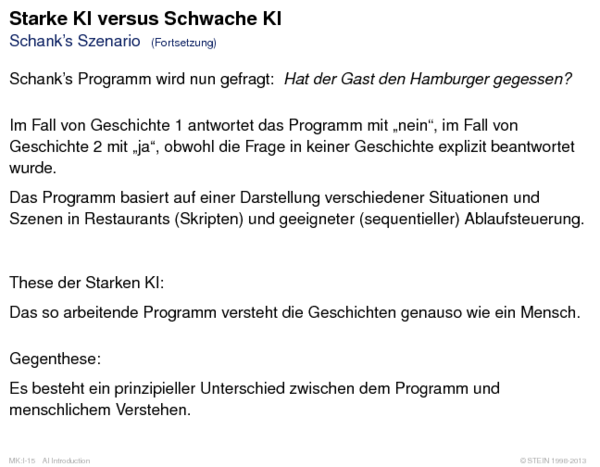 Starke KI versus Schwache KI
Schank's Szenario (Fortsetzung)
Schank's Programm wird nun gefragt: Hat der Gast den Hamburger gegessen?
Im Fall von Geschichte 1 antwortet das Programm mit „nein“, im Fall von
Geschichte 2 mit „ja“, obwohl die Frage in keiner Geschichte explizit beantwortet
wurde.
Das Programm basiert auf einer Darstellung verschiedener Situationen und
Szenen in Restaurants (Skripten) und geeigneter (sequentieller) Ablaufsteuerung.
These der Starken KI:
Das so arbeitende Programm versteht die Geschichten genauso wie ein Mensch.
Gegenthese:
Es besteht ein prinzipieller Unterschied zwischen dem Programm und
menschlichem Verstehen.
MK:I-15 AI Introduction © STEIN 1998-2013